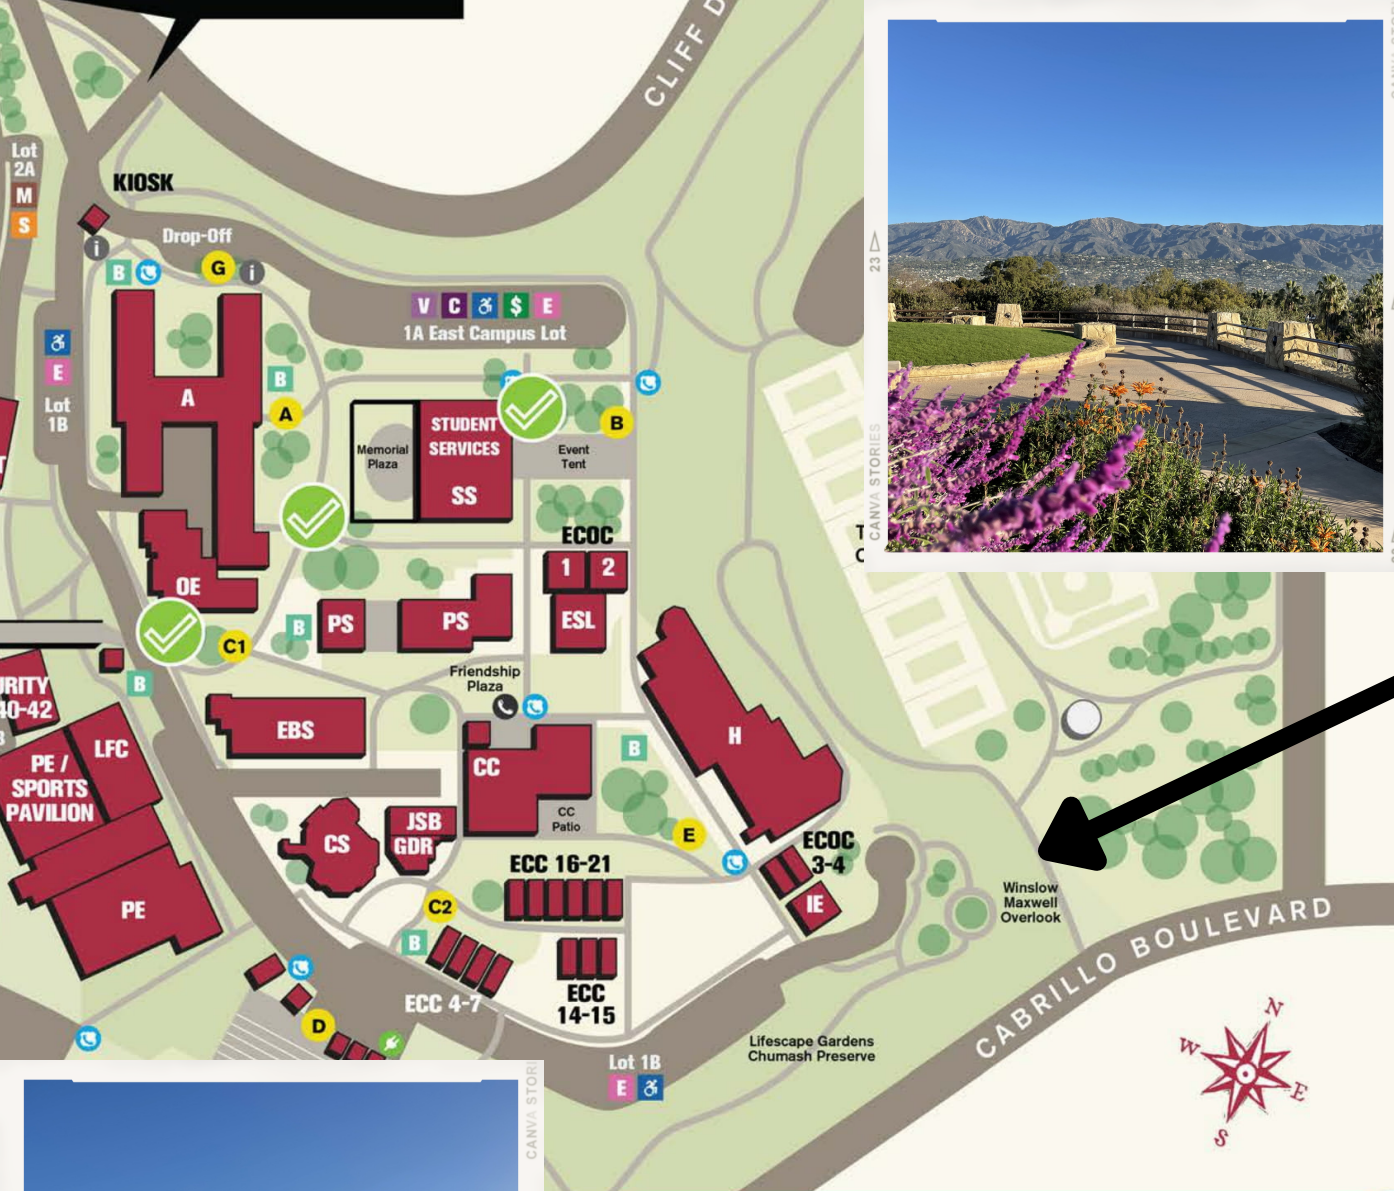 CLIFF D
Lot
2A
M
S
KIOSK
i
Drop-Off
G
i
B
V C $ E
1A East Campus Lot
E
Lot
1B
A
B
A
Memorial
Plaza
STUDENT
SERVICES
SS
B
Event
Tent
ECOC
1 2
ESL
OE
C1
B
PS
PS
B
Friendship
Plaza
URITY
40-42
LFC
PE /
SPORTS
PAVILION
PE
EBS
CC
CC
Patio
B
E
H
CS
JSB
GDR
ECC 16-21
ECOC
3-4
IE
C2
B
ECC 4-7
ECC
14-15
D
Winslow
Maxwell
Overlook
Lot 1B
E
Lifescape Gardens
Chumash Preserve
CABRILLO BOULEVARD
N
W
E
S
23
CANVA STORIES
CANVA STORI